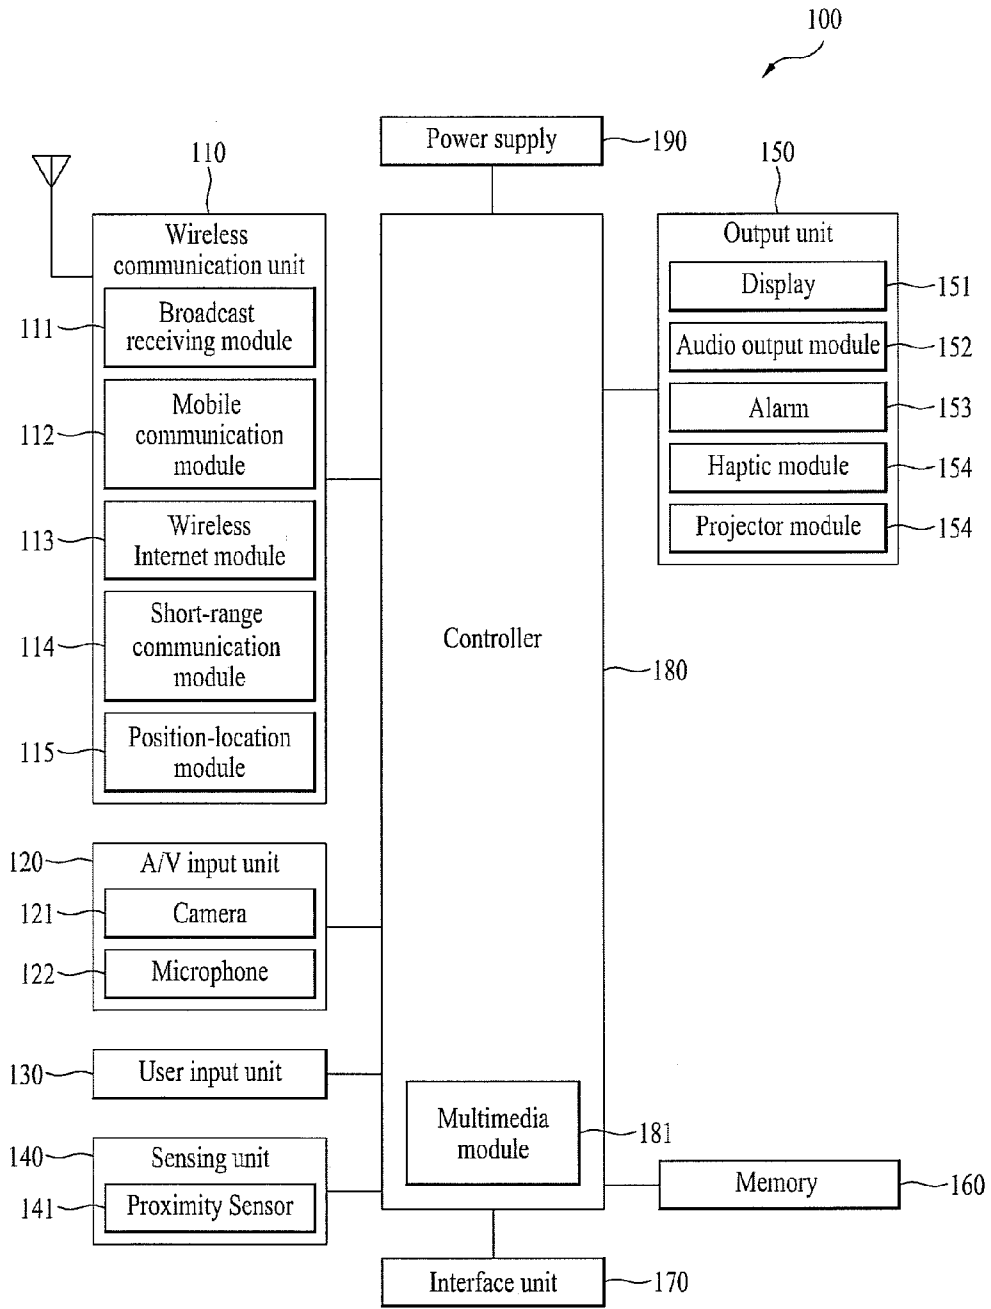 100
Power supply
190
110
150
Wireless
communication unit
Output unit
Broadcast
receiving module
111
Display
151
Audio output module
152
Mobile
communication
module
112
Alarm
153
Haptic module
154
Wireless
Internet module
113
Projector module
154
Short-range
communication
module
114
Controller
180
Position-location
module
115
120
A/V input unit
121
Camera
122
Microphone
130
User input unit
Multimedia
module
181
140
Sensing unit
141
Proximity Sensor
Memory
160
Interface unit
170